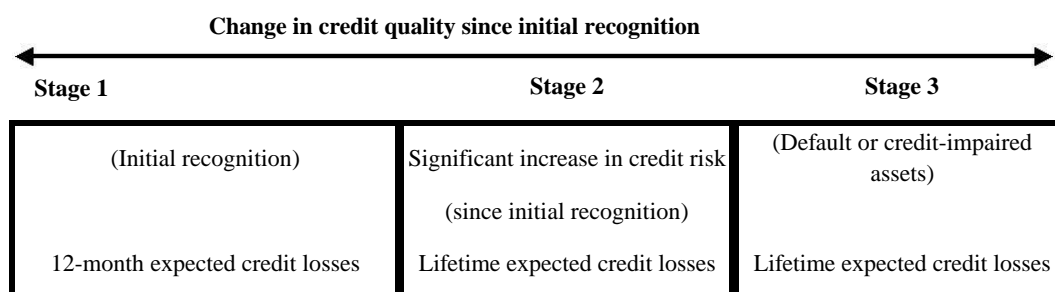 Change in credit quality since initial recognition
Stage 1
Stage 2
Stage 3
(Initial recognition)
12-month expected credit losses
Significant increase in credit risk
(since initial recognition)
Lifetime expected credit losses
(Default or credit-impaired
assets)
Lifetime expected credit losses